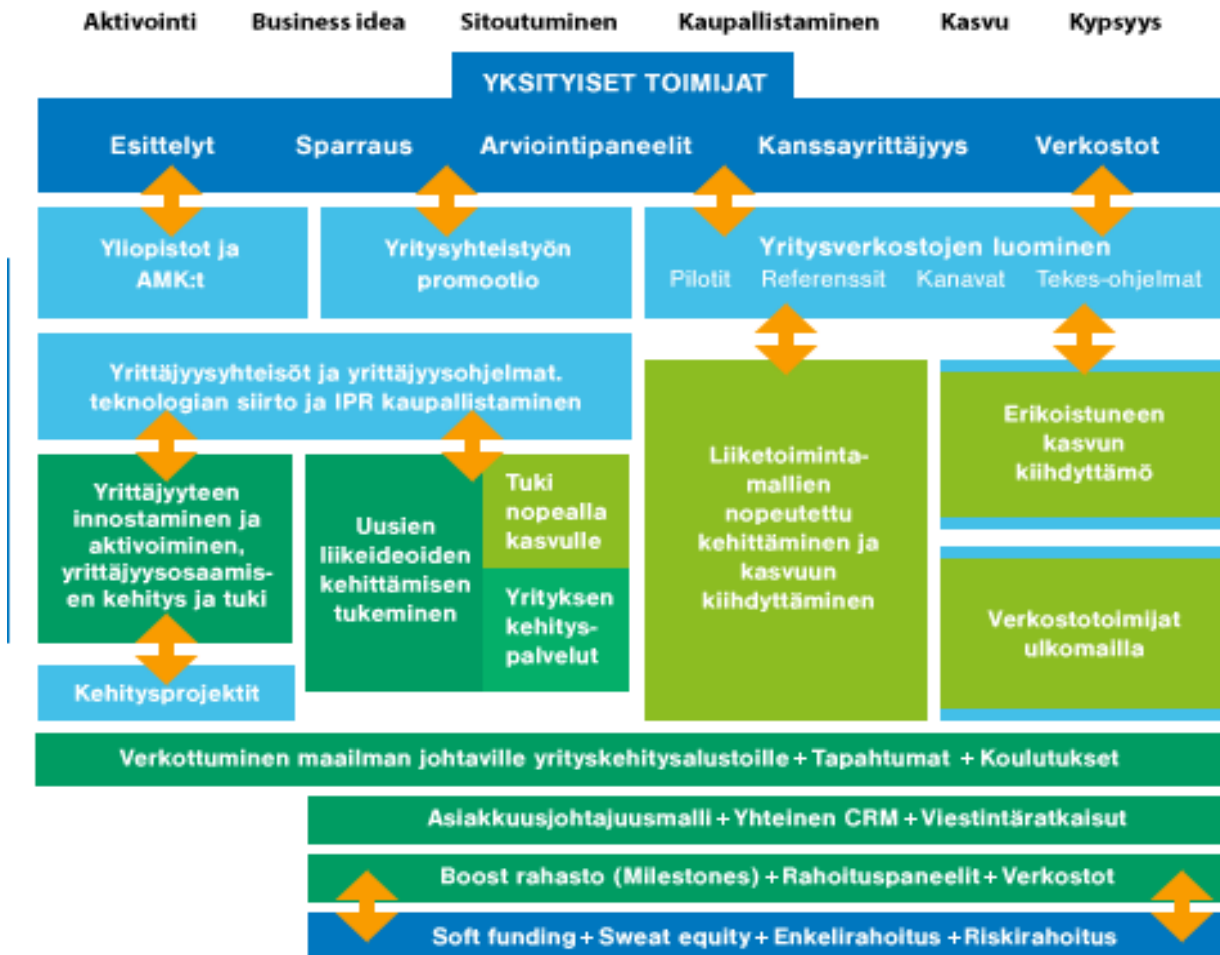 Aktivointi Business idea Sitoutuminen Kaupallistaminen Kasvu Kypsyys
YKSITYISET TOIMIJAT
Esittelyt Sparraus Arviointipaneelit Kanssayrittäjyys Verkostot
Yliopistot ja
AMK:t
Yritysyhteistyön
promootio
Yritysverkostojen luominen
Pilotit Referenssit Kanavat Tekes-ohjelmat
Yrittäjyysyhteisöt ja yrittäjyysohjelmat.
teknologian siirto ja IPR kaupallistaminen
Yrittäjyyteen
innostaminen ja
aktivoiminen,
yrittäjyysosaamis-
en kehitys ja tuki
Uusien
liikeideoiden
kehittämisen
tukeminen
Tuki
nopealla
kasvulle
Yrityksen
kehitys-
palvelut
Liiketoiminta-
mallien
nopeutettu
kehittäminen ja
kasvuun
kiihdyttäminen
Erikoistuneen
kasvun
kiihdyttämö
Verkostotoimijat
ulkomailla
Kehitysprojektit
Verkottuminen maailman johtaville yrityskehitysalustoille + Tapahtumat + Koulutukset
Asiakkuusjohtajuusmalli + Yhteinen CRM + Viestintäratkaisut
Boost rahasto (Milestones) + Rahoituspaneelit + Verkostot
Soft funding + Sweat equity + Enkelirahoitus + Riskirahoitus